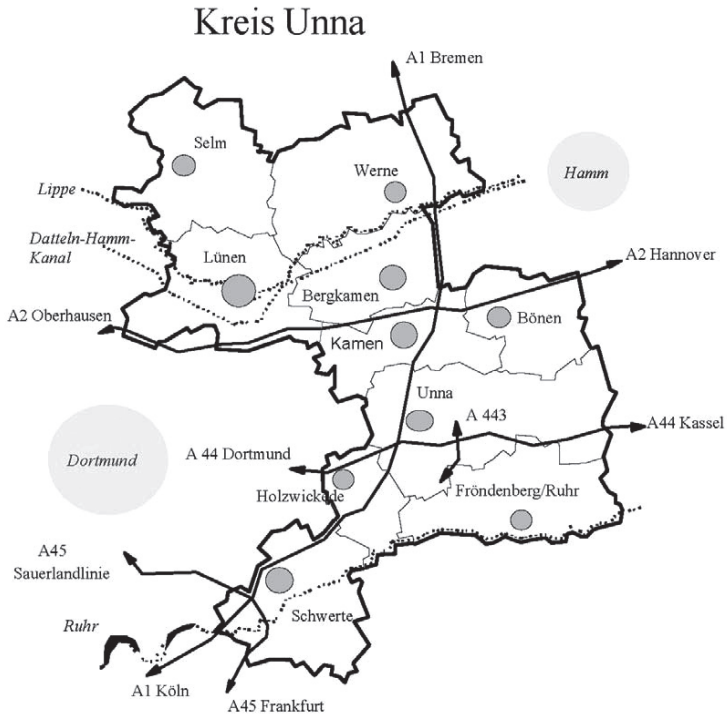 Kreis Unna
A1 Bremen
Selm
Werne
Hamm
Lippe
Datteln-Hamm-
Kanal
Lünen
A2 Hannover
Bergkamen
A2 Oberhausen
Bönen
Kamen
Unna
A 443
A44 Kassel
Dortmund
A 44 Dortmund
Holzwickede
Fröndenberg/Ruhr
A45
Sauerlandlinie
Schwerte
Ruhr
A1 Köln
A45 Frankfurt